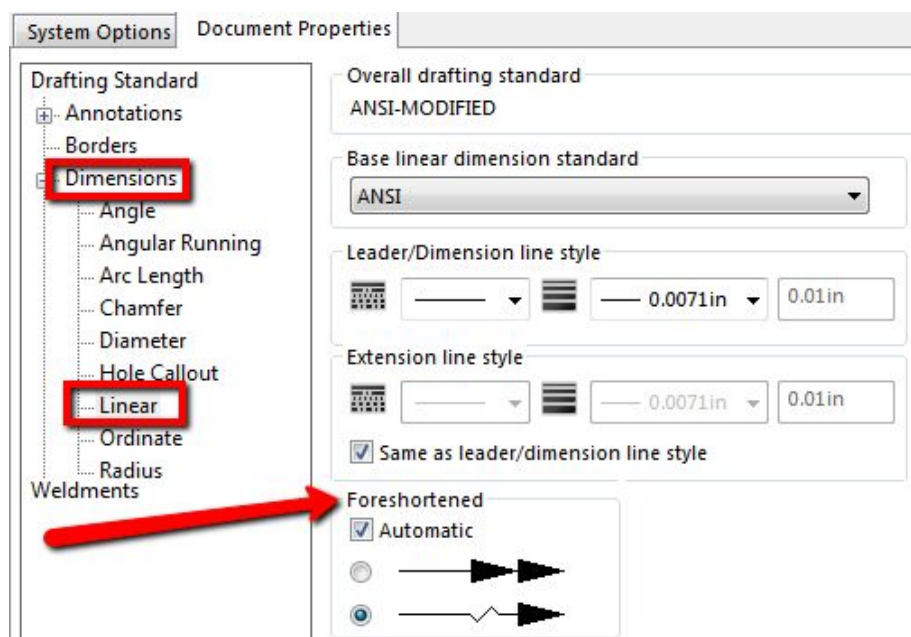 System Options
Document Properties
Drafting Standard
Annotations
Borders
Dimensions
Angle
Angular Running
Arc Length
Chamfer
Diameter
Hole Callout
Linear
Ordinate
Radius
Weldments
Overall drafting standard
ANSI-MODIFIED
Base linear dimension standard
ANSI
Leader/Dimension line style
0.0071in 0.01in
Extension line style
0.0071in 0.01in
Same as leader/dimension line style
Foreshortened
Automatic